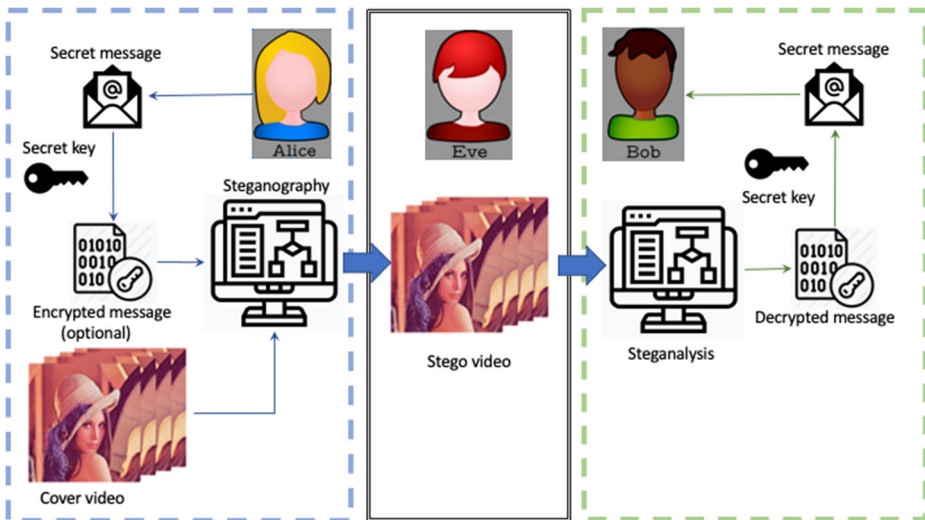 Secret message
@
Alice
Secret key
01010
0010
010
Encrypted message
(optional)
Steganography
Cover video
Eve
Stego video
Bob
Secret message
@
Secret key
01010
0010
010
Decrypted message
Steganalysis